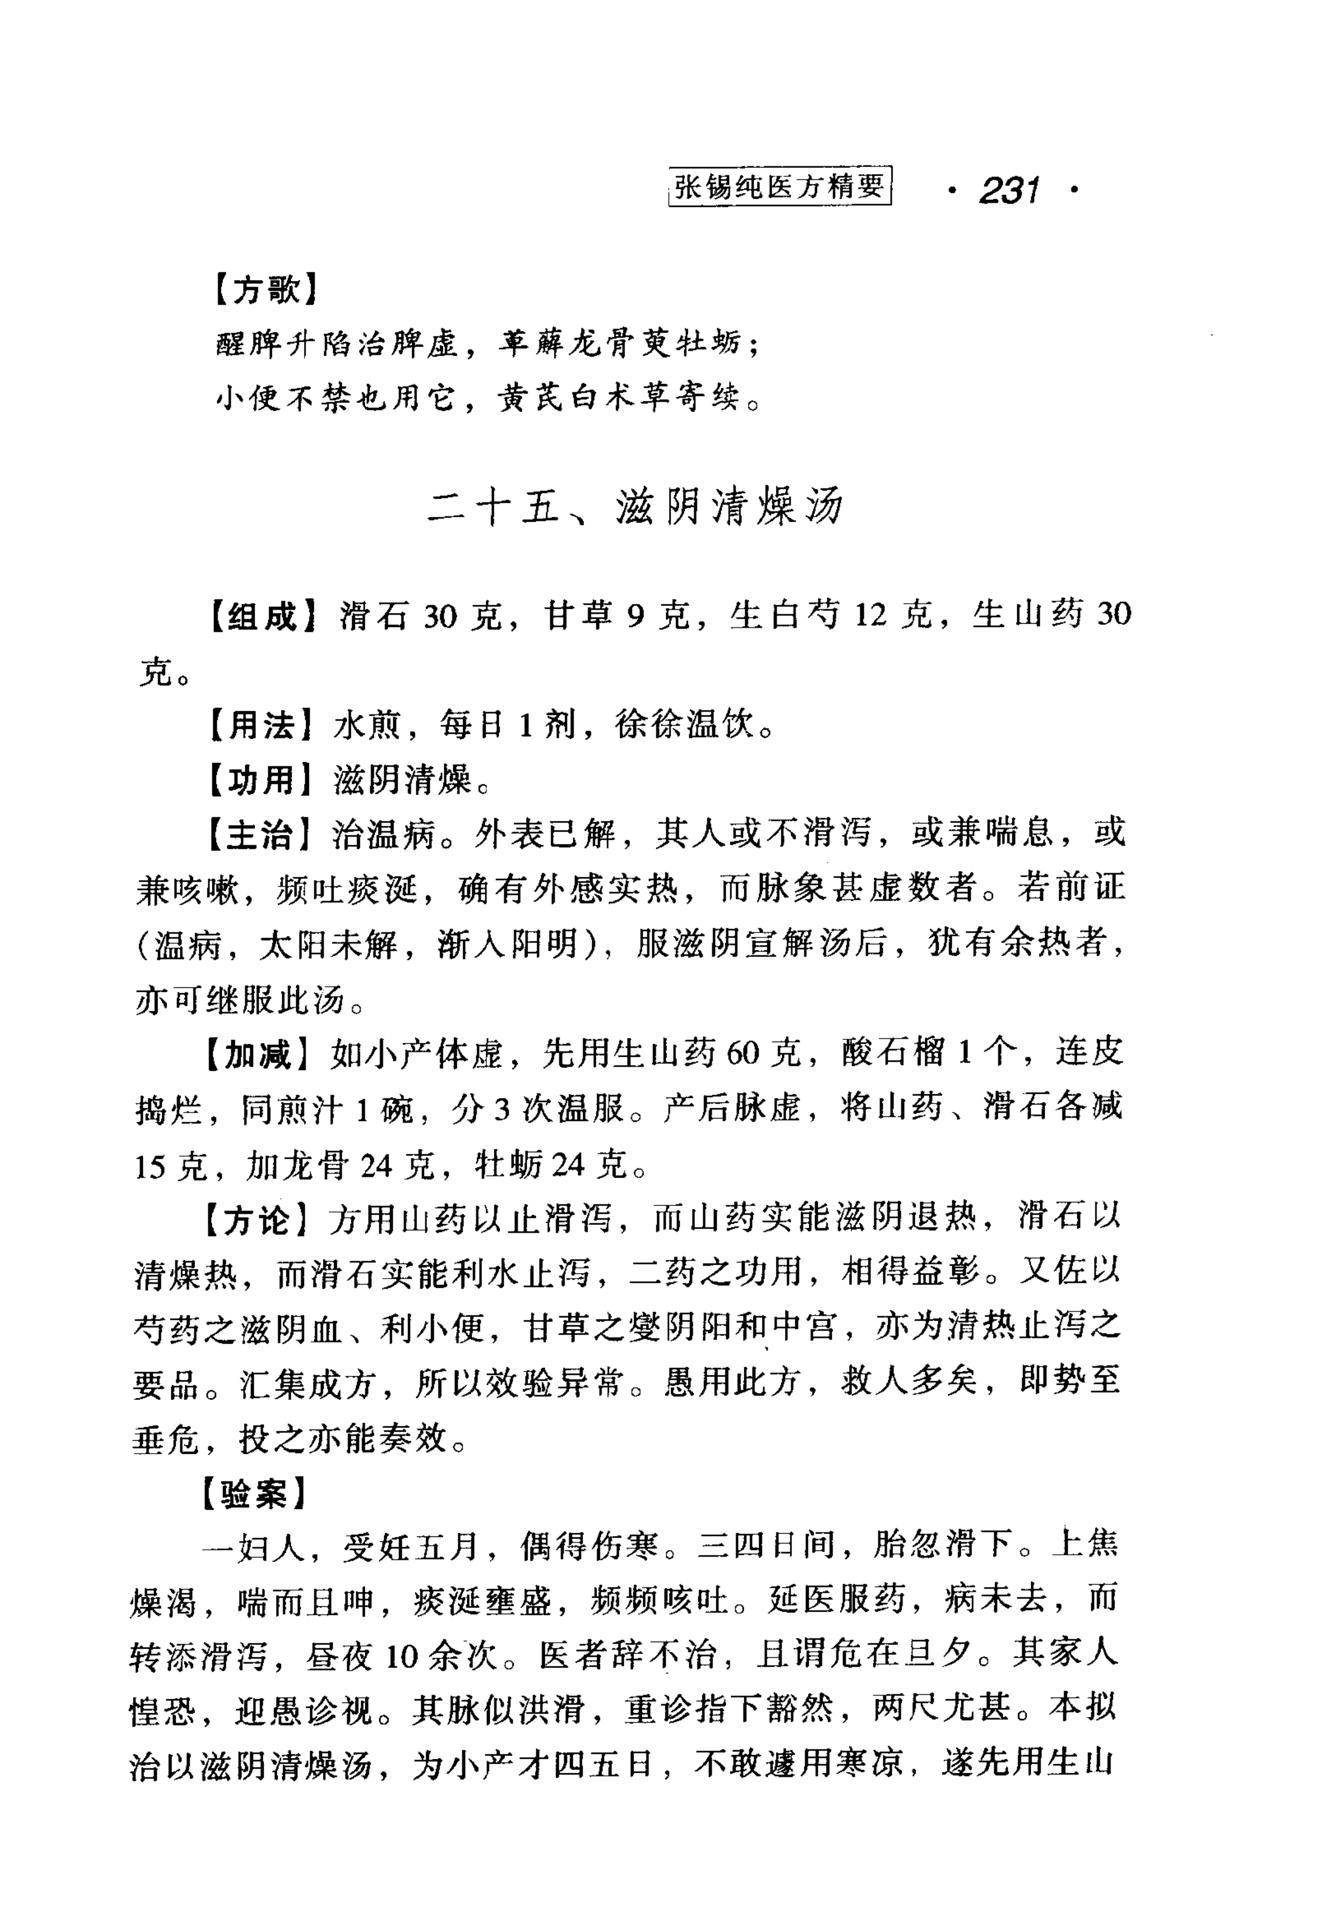 张锡纯医方精要 · 231 ·
【方歌】
醒脾升陷治脾虚，萆薢龙骨萸牡蛎；
小便不禁也用它，黄芪白术草寄续。
二十五、滋阴清燥汤
【组成】滑石 30 克，甘草 9 克，生白芍 12 克，生山药 30
克。
【用法】水煎，每日 1 剂，徐徐温饮。
【功用】滋阴清燥。
【主治】治温病。外表已解，其人或不滑泻，或兼喘息，或
兼咳嗽，频吐痰涎，确有外感实热，而脉象甚虚数者。若前证
（温病，太阳未解，渐入阳明），服滋阴宣解汤后，犹有余热者，
亦可继服此汤。
【加减】如小产体虚，先用生山药 60 克，酸石榴 1 个，连皮
捣烂，同煎汁 1 碗，分 3 次温服。产后脉虚，将山药、滑石各减
15 克，加龙骨 24 克，牡蛎 24 克。
【方论】方用山药以止滑泻，而山药实能滋阴退热，滑石以
清燥热，而滑石实能利水止泻，二药之功用，相得益彰。又佐以
芍药之滋阴血、利小便，甘草之燮阴阳和中宫，亦为清热止泻之
要品。汇集成方，所以效验异常。愚用此方，救人多矣，即势至
垂危，投之亦能奏效。
【验案】
一妇人，受妊五月，偶得伤寒。三四日间，胎忽滑下。上焦
燥渴，喘而且呻，痰涎壅盛，频频咳吐。延医服药，病未去，而
转添滑泻，昼夜 10 余次。医者辞不治，且谓危在旦夕。其家人
惶恐，迎愚诊视。其脉似洪滑，重诊指下豁然，两尺尤甚。本拟
治以滋阴清燥汤，为小产才四五日，不敢遽用寒凉，遂先用生山